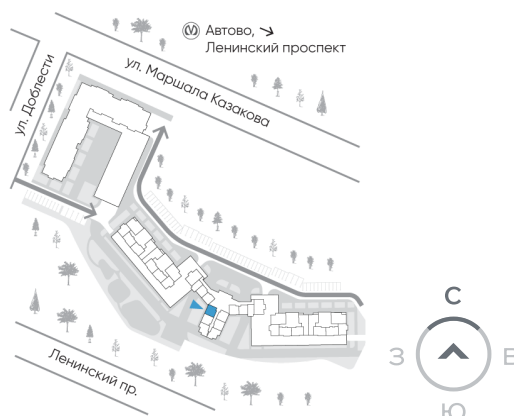 Автово, ↘
Ленинский проспект
ул. Маршала Казакова
ул. Доблести
Ленинский пр.
С
З
В
Ю